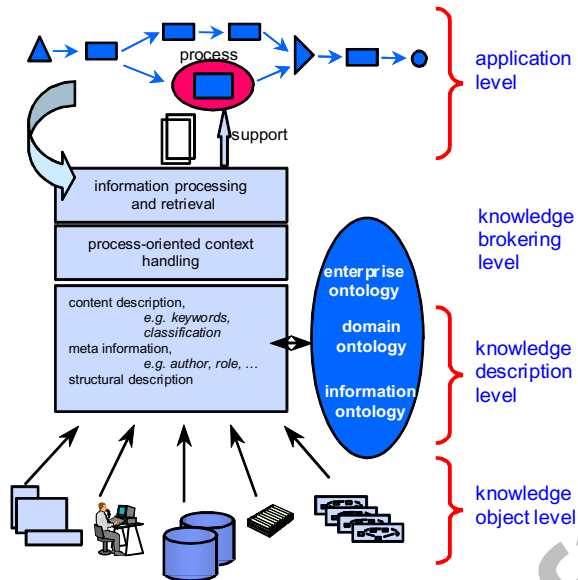 process
application
level
support
information processing
and retrieval
knowledge
brokering
level
process-oriented context
handling
enterprise
ontology
content description,
e.g. keywords,
classification
meta information,
e.g. author, role, ...
structural description
domain
ontology
information
ontology
knowledge
description
level
knowledge
object level